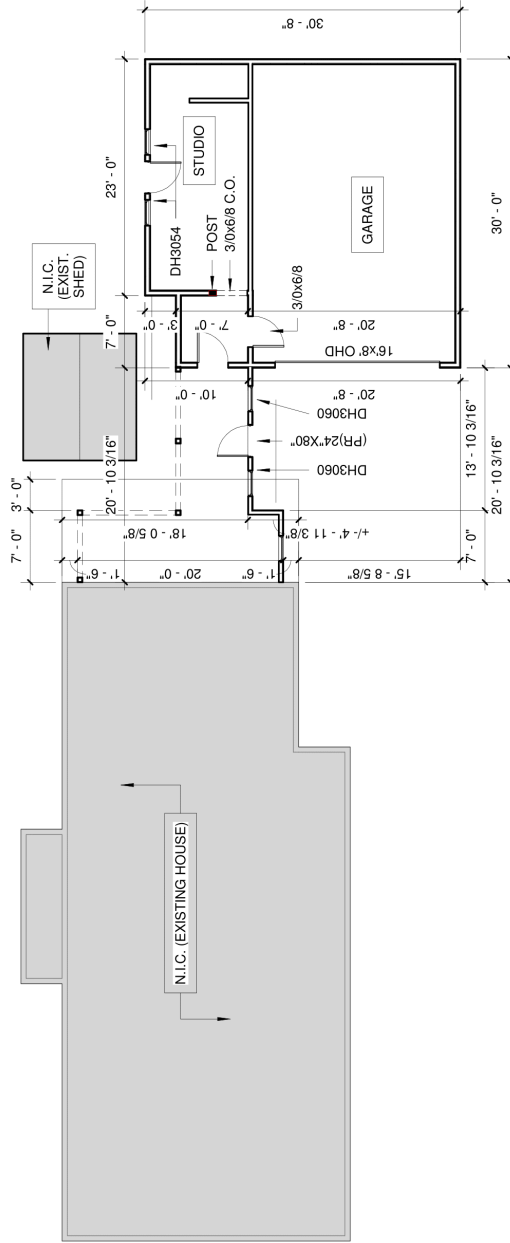 30' - 8"
23' - 0"
STUDIO
DH3054
POST
3/0x6/8 C.O.
GARAGE
30' - 0"
N.I.C.
(EXIST.
SHED)
7' - 0"
3' - 0"
7' - 0"
3/0x6/8
20' - 8"
16'x8' OHD
10' - 0"
20' - 8"
DH3060
(PR)24"X80"
DH3060
20' - 10 3/16"
13' - 10 3/16"
20' - 10 3/16"
3' - 0"
7' - 0"
18' - 0 5/8"
+/- 4' - 11 3/8"
7' - 0"
1' - 6"
20' - 0"
1' - 6"
15' - 8 5/8"
N.I.C. (EXISTING HOUSE)